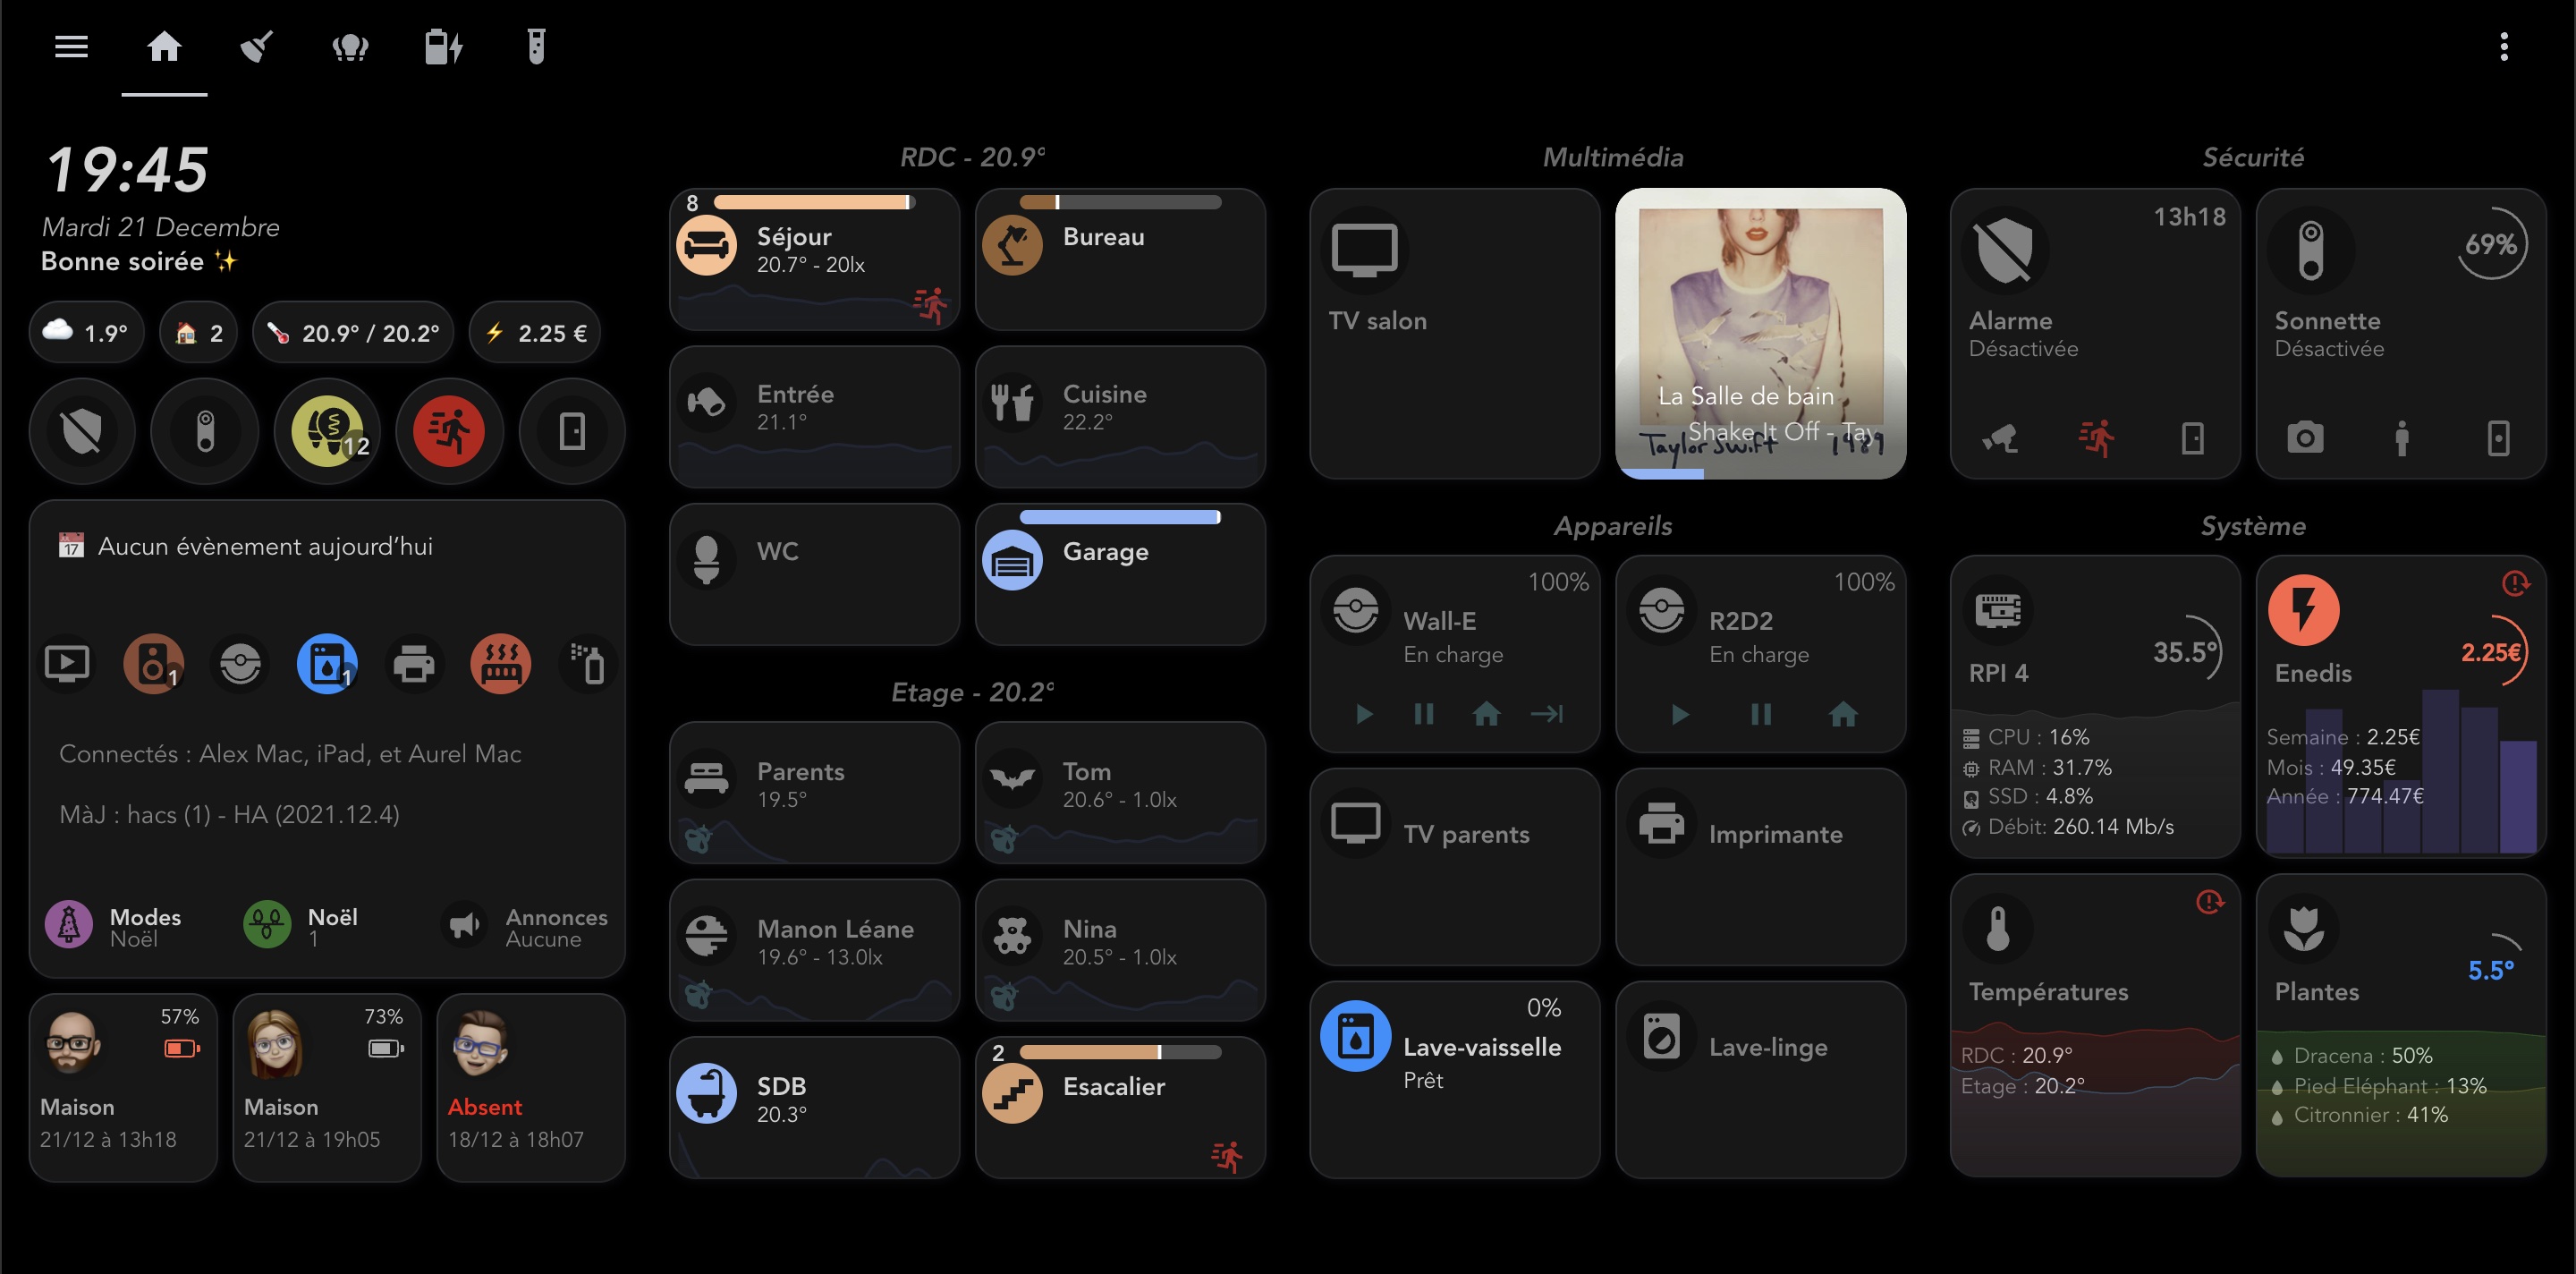 19:45
Mardi 21 Decembre
Bonne soirée ✨
1.9°
2
20.9° / 20.2°
2.25 €
12
17 Aucun évènement aujourd’hui
1
1
Connectés : Alex Mac, iPad, et Aurel Mac
MàJ : hacs (1) - HA (2021.12.4)
Modes
Noël
Noël
1
Annonces
Aucune
57%
Maison
21/12 à 13h18
73%
Maison
21/12 à 19h05
Absent
18/12 à 18h07
RDC - 20.9°
8
Séjour
20.7° - 20lx
Bureau
Entrée
21.1°
Cuisine
22.2°
WC
Garage
Etage - 20.2°
Parents
19.5°
Tom
20.6° - 1.0lx
Manon Léane
19.6° - 13.0lx
Nina
20.5° - 1.0lx
SDB
20.3°
2
Esacalier
Multimédia
TV salon
La Salle de bain
Shake It Off - Tay
Taylor Swift 1989
Appareils
100%
Wall-E
En charge
100%
R2D2
En charge
TV parents
Imprimante
0%
Lave-vaisselle
Prêt
Lave-linge
Sécurité
13h18
Alarme
Désactivée
69%
Sonnette
Désactivée
Système
35.5°
RPI 4
CPU : 16%
RAM : 31.7%
SSD : 4.8%
Débit: 260.14 Mb/s
2.25€
Enedis
Semaine : 2.25€
Mois : 49.35€
Année : 774.47€
Températures
RDC : 20.9°
Etage : 20.2°
5.5°
Plantes
Dracena : 50%
Pied Eléphant : 13%
Citronnier : 41%